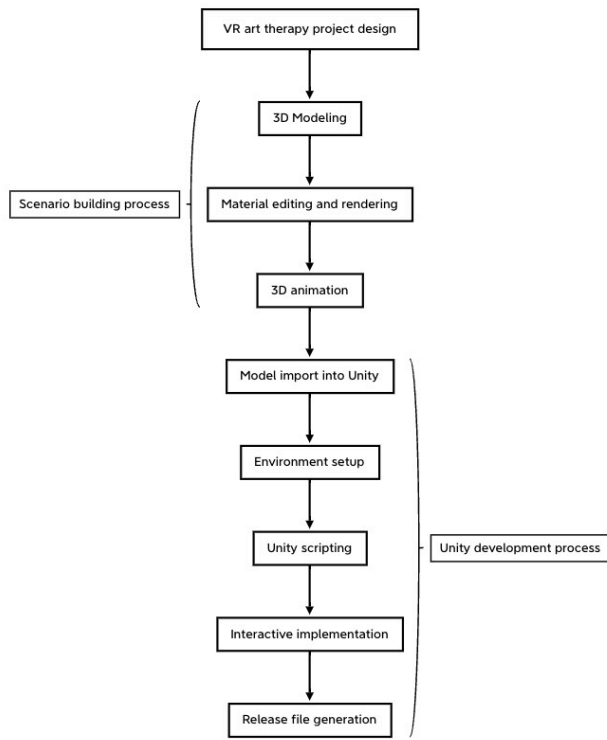 VR art therapy project design
3D Modeling
Scenario building process
Material editing and rendering
3D animation
Model import into Unity
Environment setup
Unity scripting
Unity development process
Interactive implementation
Release file generation